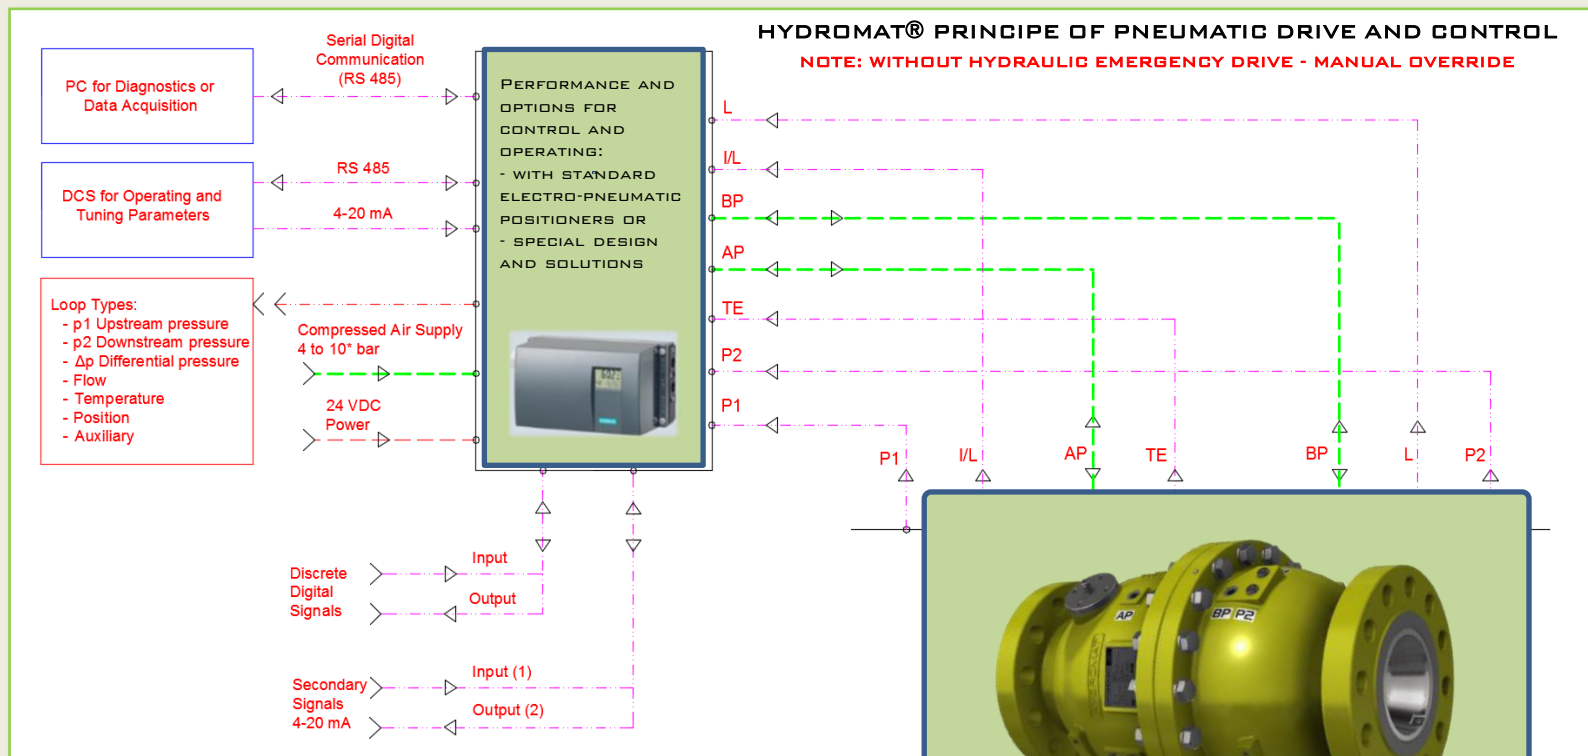 HYDROMAT® PRINCIPE OF PNEUMATIC DRIVE AND CONTROL
NOTE: WITHOUT HYDRAULIC EMERGENCY DRIVE - MANUAL OVERRIDE
Serial Digital
Communication
(RS 485)
PC for Diagnostics or
Data Acquisition
RS 485
DCS for Operating and
Tuning Parameters
4-20 mA
Loop Types:
- p1 Upstream pressure
- p2 Downstream pressure
- Δp Differential pressure
- Flow
- Temperature
- Position
- Auxiliary
Compressed Air Supply
4 to 10* bar
24 VDC
Power
PERFORMANCE AND
OPTIONS FOR
CONTROL AND
OPERATING:
- WITH STANDARD
ELECTRO-PNEUMATIC
POSITIONERS OR
- SPECIAL DESIGN
AND SOLUTIONS
L
I/L
BP
AP
TE
P2
P1
P1
I/L
AP
TE
BP
L
P2
Discrete
Digital
Signals
Input
Output
Secondary
Signals
4-20 mA
Input (1)
Output (2)
AP
BP P2